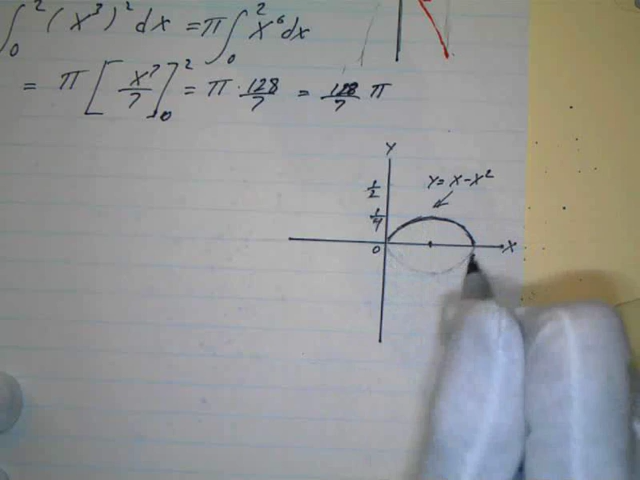 ∫₀² (x³)² dx = π ∫₀² x⁶ dx
= π [x⁷/7]₀² = π · 128/7 = 128/7 π
Y
y = x - x²
1/2
1/4
0
X